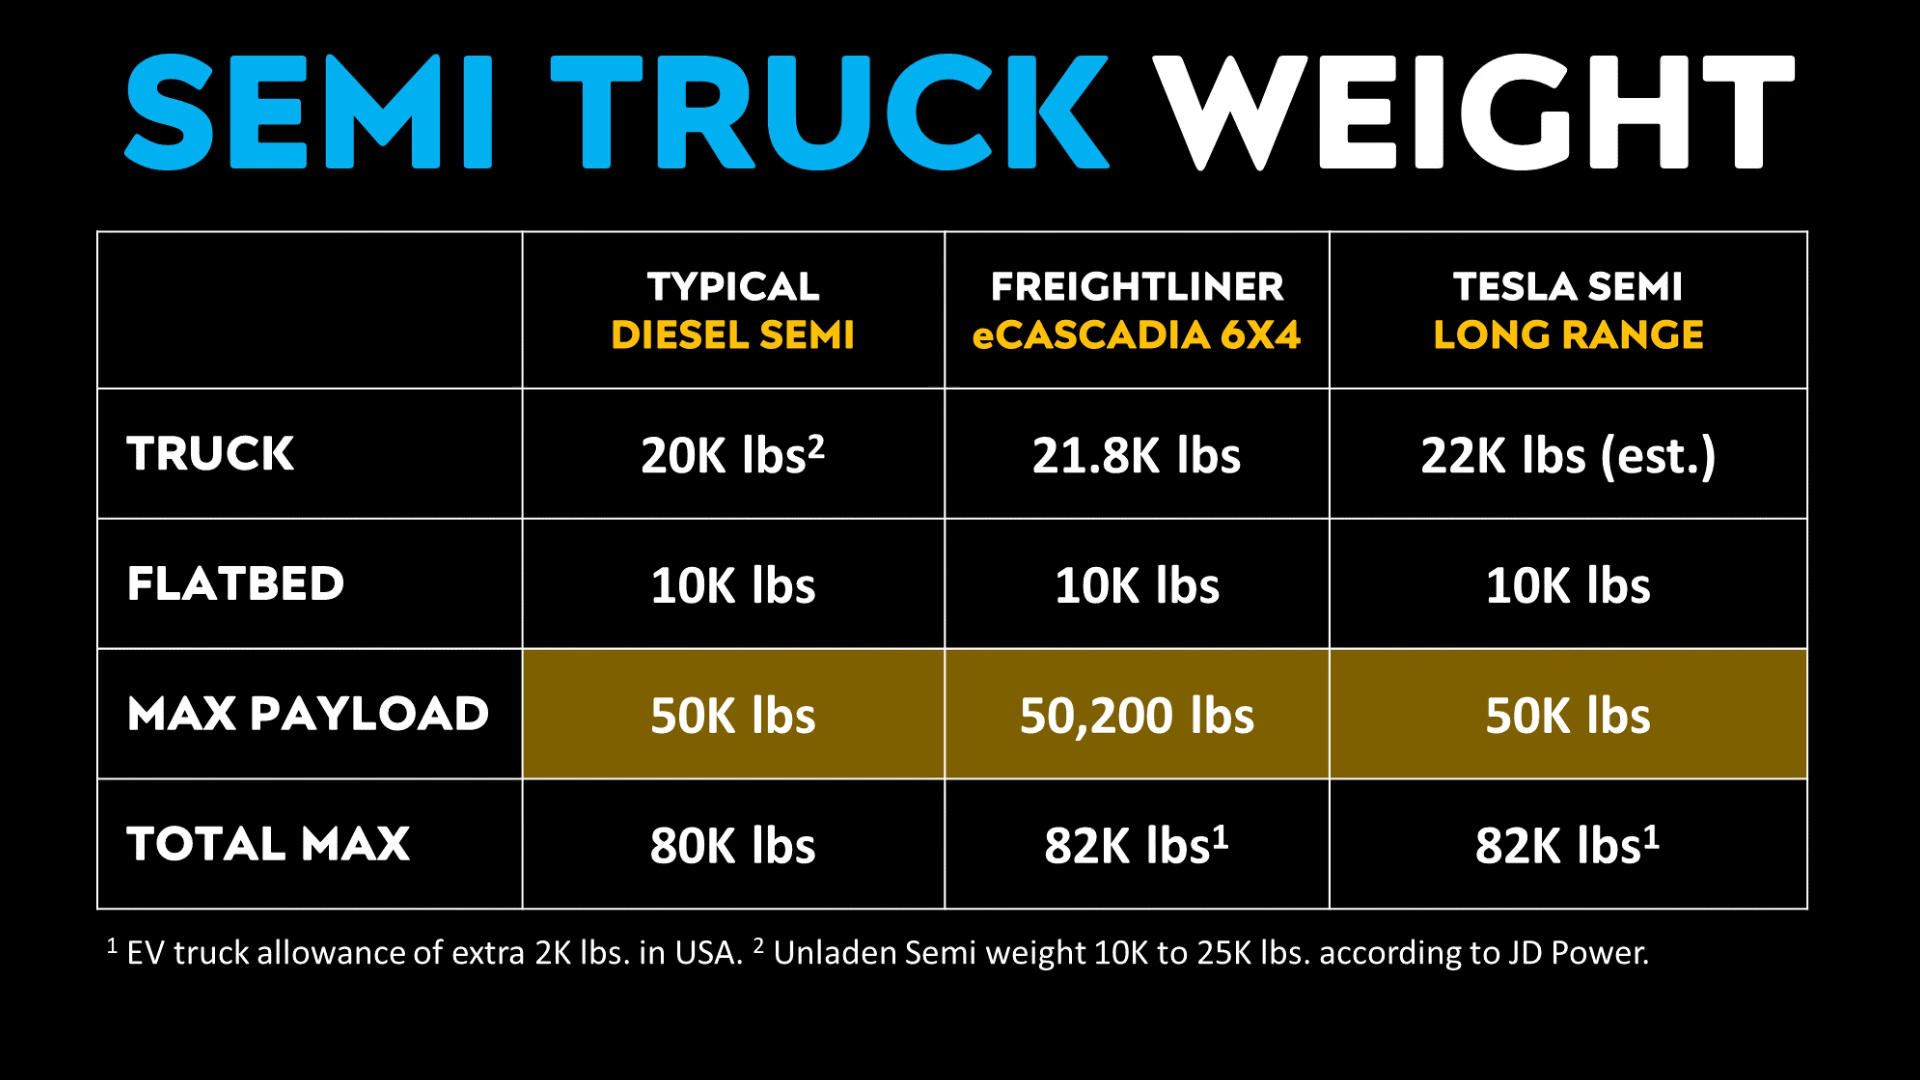 SEMI TRUCK WEIGHT
TYPICAL DIESEL SEMI
FREIGHTLINER eCASCADIA 6X4
TESLA SEMI LONG RANGE
TRUCK 20K lbs² 21.8K lbs 22K lbs (est.)
FLATBED 10K lbs 10K lbs 10K lbs
MAX PAYLOAD 50K lbs 50,200 lbs 50K lbs
TOTAL MAX 80K lbs 82K lbs¹ 82K lbs¹
¹ EV truck allowance of extra 2K lbs. in USA. ² Unladen Semi weight 10K to 25K lbs. according to JD Power.